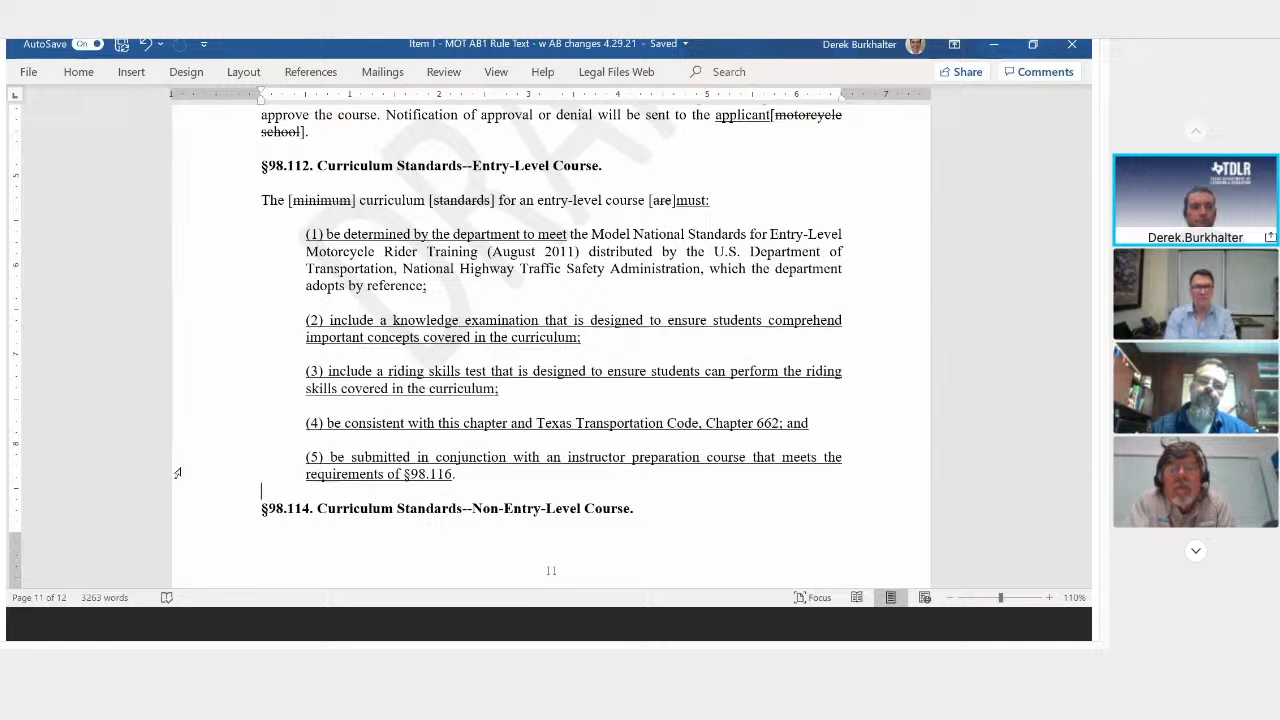 AutoSave On Item I - MOT AB1 Rule Text - w AB changes 4.29.21 - Saved Derek Burkhalter
File Home Insert Design Layout References Mailings Review View Help Legal Files Web Search Share Comments
1 1 2 3 4 5 6 7
approve the course. Notification of approval or denial will be sent to the applicant[motorcycle
school].
§98.112. Curriculum Standards--Entry-Level Course.
The [minimum] curriculum [standards] for an entry-level course [are]must:
(1) be determined by the department to meet the Model National Standards for Entry-Level
Motorcycle Rider Training (August 2011) distributed by the U.S. Department of
Transportation, National Highway Traffic Safety Administration, which the department
adopts by reference;
(2) include a knowledge examination that is designed to ensure students comprehend
important concepts covered in the curriculum;
(3) include a riding skills test that is designed to ensure students can perform the riding
skills covered in the curriculum;
(4) be consistent with this chapter and Texas Transportation Code, Chapter 662; and
(5) be submitted in conjunction with an instructor preparation course that meets the
requirements of §98.116.
§98.114. Curriculum Standards--Non-Entry-Level Course.
11
Page 11 of 12 3263 words Focus 110%
TDLR
Derek.Burkhalter